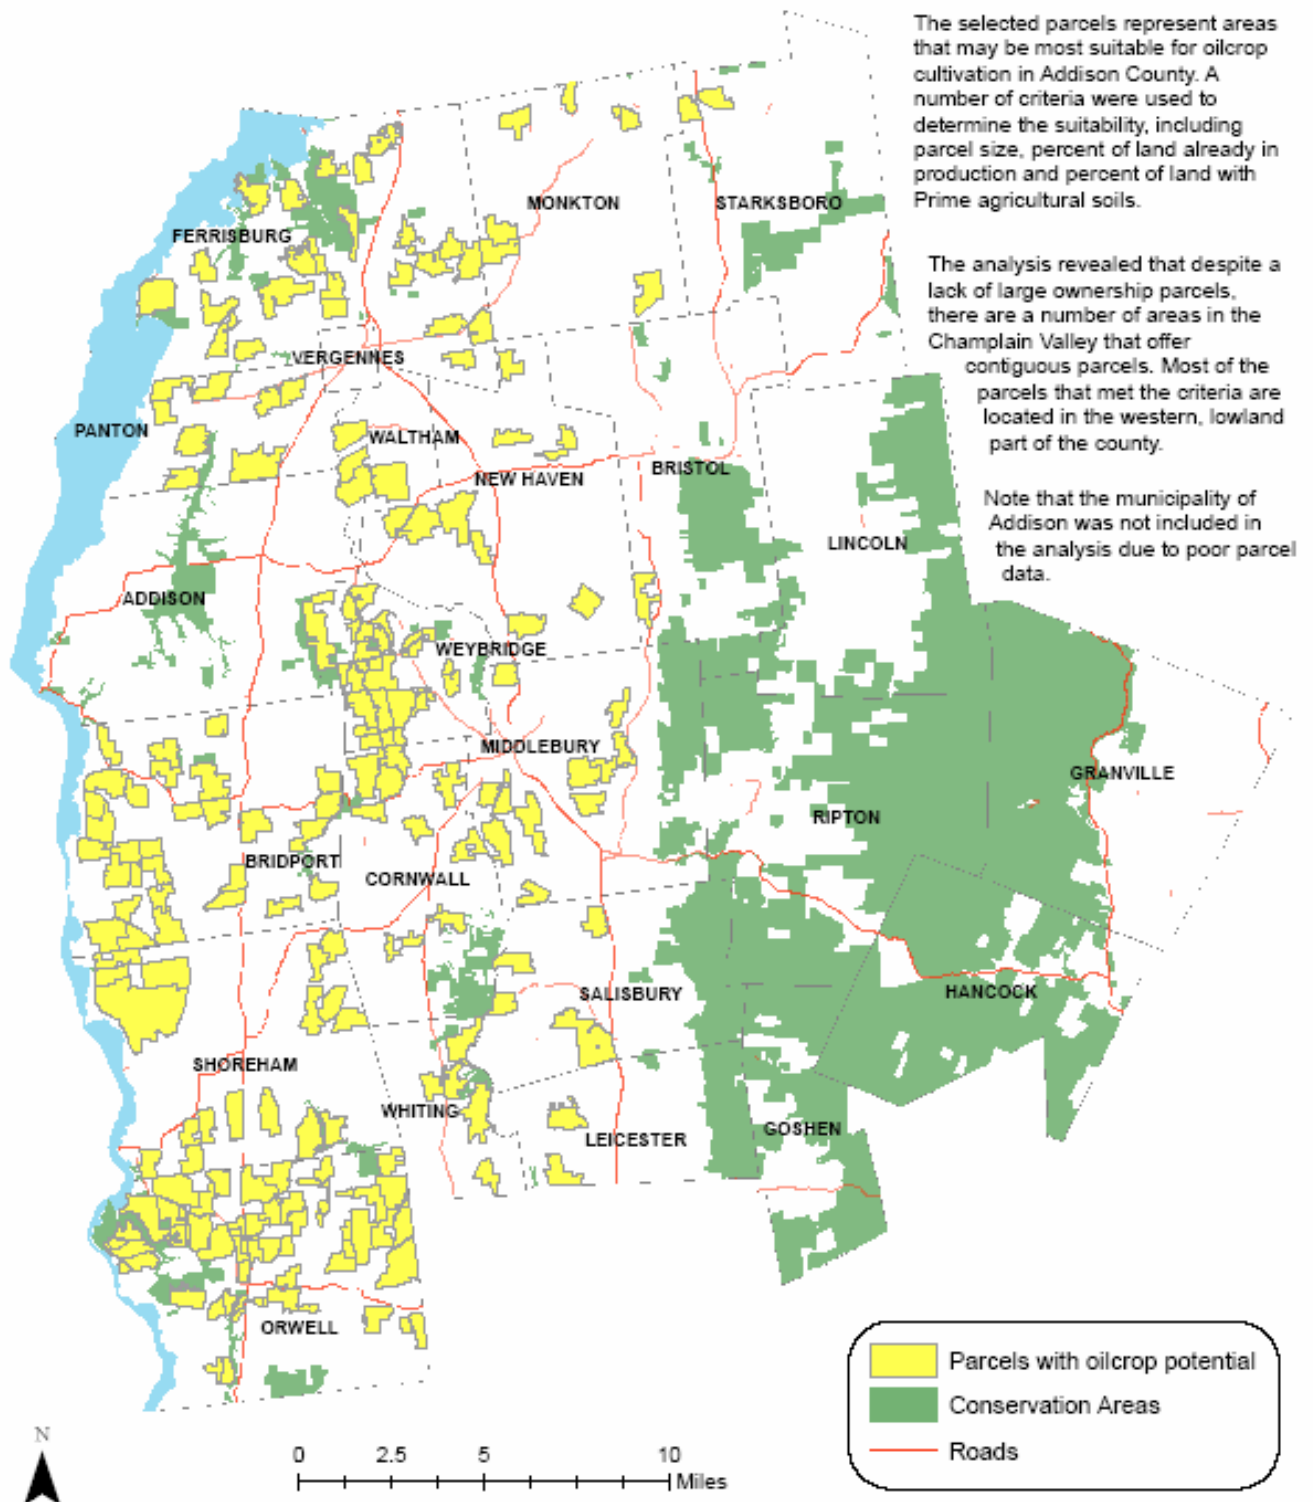 The selected parcels represent areas
that may be most suitable for oilcrop
cultivation in Addison County. A
number of criteria were used to
determine the suitability, including
parcel size, percent of land already in
production and percent of land with
Prime agricultural soils.
The analysis revealed that despite a
lack of large ownership parcels,
there are a number of areas in the
Champlain Valley that offer
contiguous parcels. Most of the
parcels that met the criteria are
located in the western, lowland
part of the county.
Note that the municipality of
Addison was not included in
the analysis due to poor parcel
data.
MONKTON
STARKSBORO
FERRISBURG
VERGENNES
PANTON
WALTHAM
NEW HAVEN
BRISTOL
LINCOLN
ADDISON
WEYBRIDGE
MIDDLEBURY
GRANVILLE
RIPTON
BRIDPORT
CORNWALL
SALISBURY
HANCOCK
SHOREHAM
WHITING
LEICESTER
GOSHEN
ORWELL
Parcels with oilcrop potential
Conservation Areas
Roads
N
0 2.5 5 10
Miles